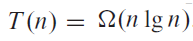 T(n) = Ω(n lg n)